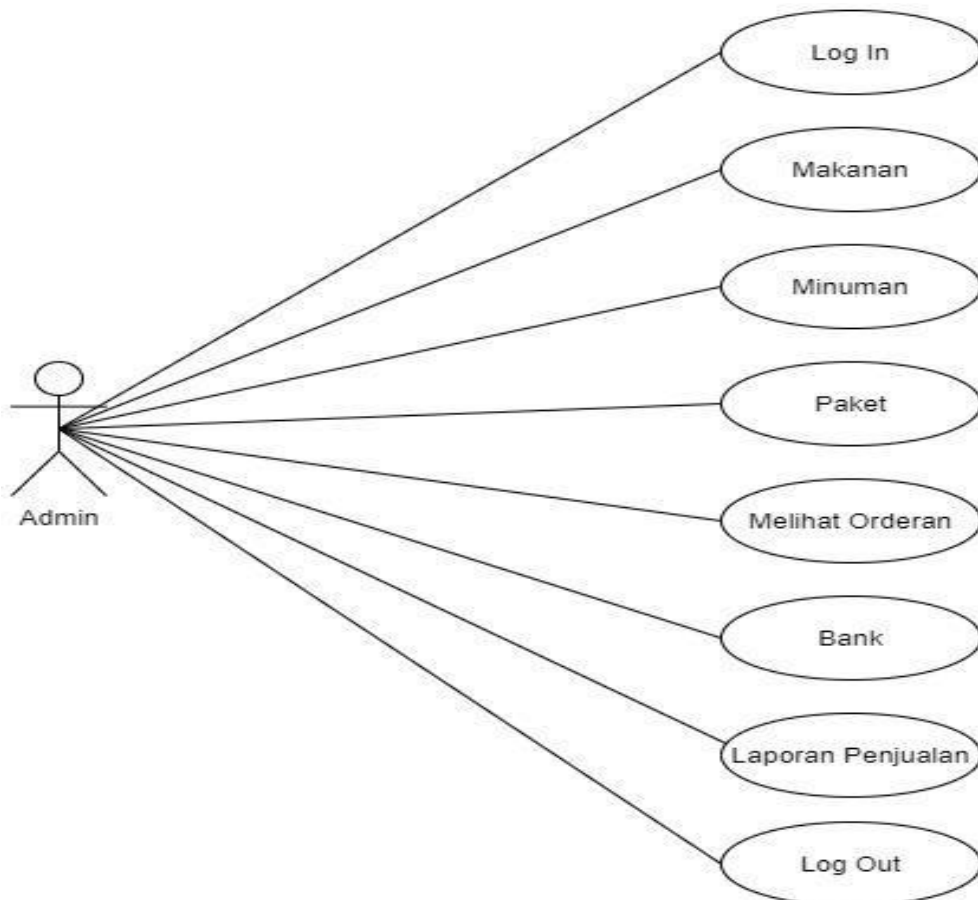 Log In
Makanan
Minuman
Paket
Admin
Melihat Orderan
Bank
Laporan Penjualan
Log Out